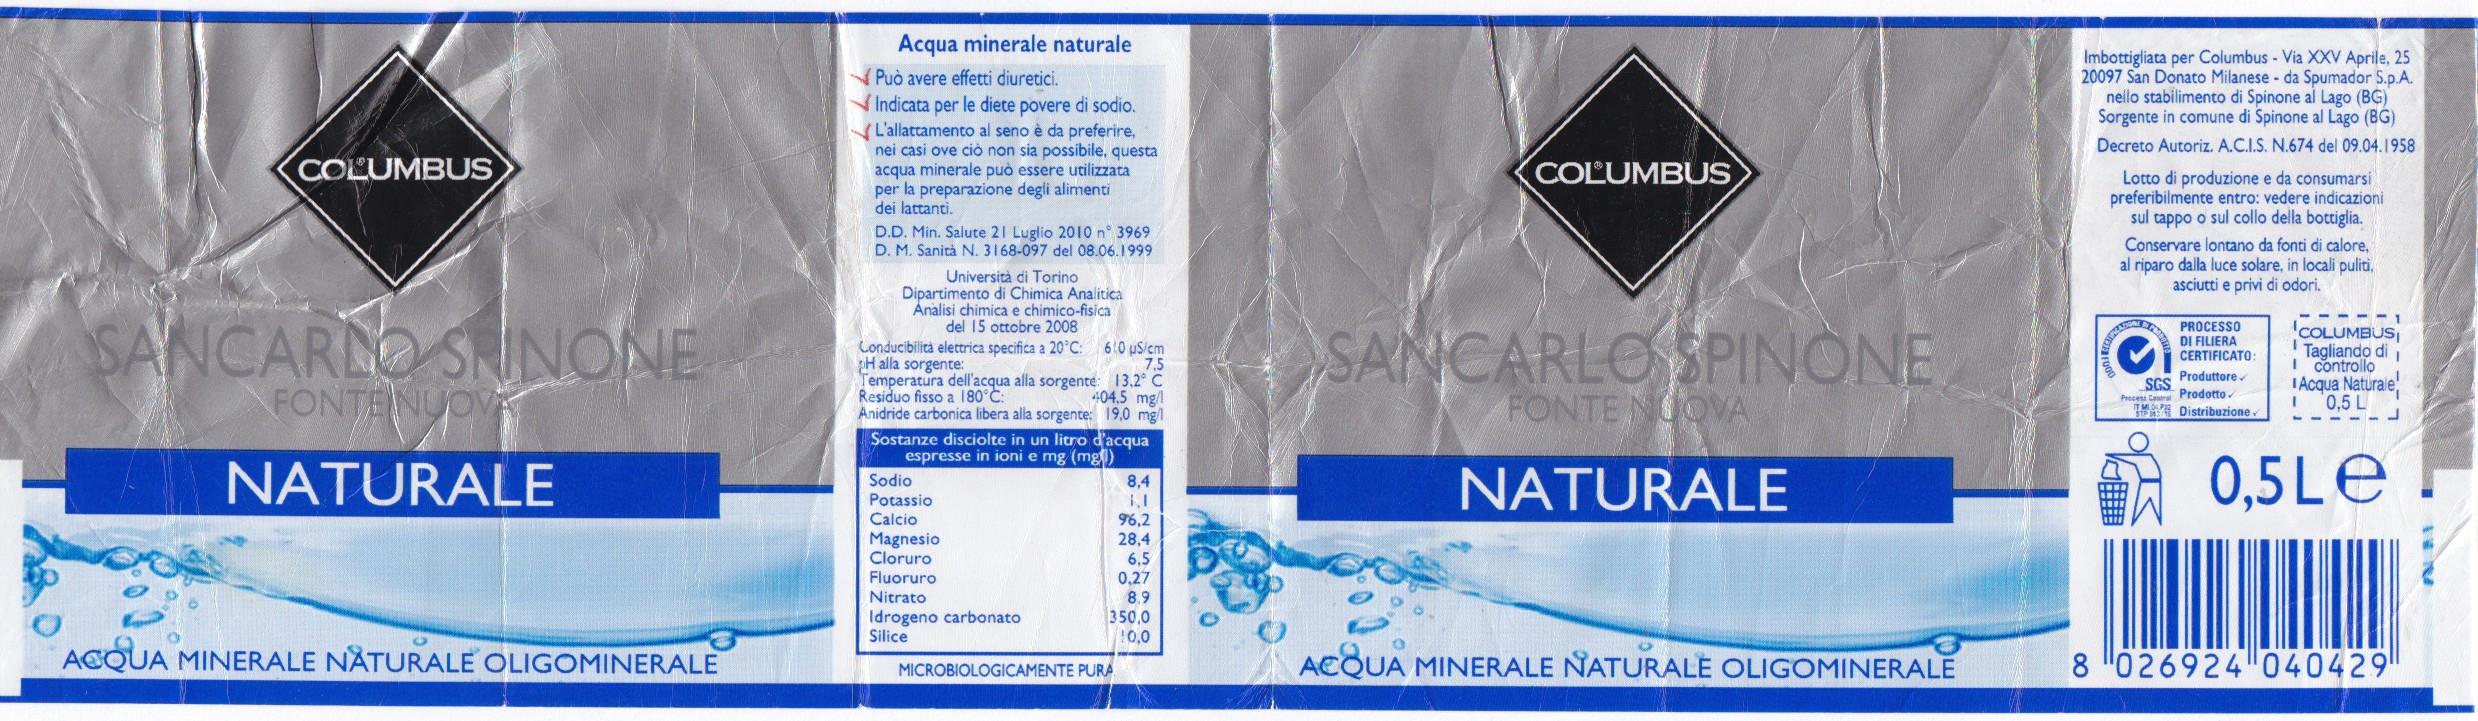 COLUMBUS
SANCARLO SPINONE
FONTE NUOVA
NATURALE
ACQUA MINERALE NATURALE OLIGOMINERALE
Acqua minerale naturale
Può avere effetti diuretici.
Indicata per le diete povere di sodio.
L'allattamento al seno è da preferire,
nei casi ove ciò non sia possibile, questa
acqua minerale può essere utilizzata
per la preparazione degli alimenti
dei lattanti.
D.D. Min. Salute 21 Luglio 2010 n° 3969
D. M. Sanità N. 3168-097 del 08.06.1999
Università di Torino
Dipartimento di Chimica Analitica
Analisi chimica e chimico-fisica
del 15 ottobre 2008
Conducibilità elettrica specifica a 20°C: 610 µS/cm
pH alla sorgente: 7.5
Temperatura dell'acqua alla sorgente: 13,2° C
Residuo fisso a 180°C: 404,5 mg/l
Anidride carbonica libera alla sorgente: 19,0 mg/l
Sostanze disciolte in un litro d'acqua
espresse in ioni e mg (mg/l)
Sodio 8,4
Potassio 1,1
Calcio 96,2
Magnesio 28,4
Cloruro 6,5
Fluoruro 0,27
Nitrato 8,9
Idrogeno carbonato 350,0
Silice 10,0
MICROBIOLOGICAMENTE PURA
COL®UMBUS
SANCARLO SPINONE
FONTE NUOVA
NATURALE
ACQUA MINERALE NATURALE OLIGOMINERALE
Imbottigliata per Columbus - Via XXV Aprile, 25
20097 San Donato Milanese - da Spumador S.p.A.
nello stabilimento di Spinone al Lago (BG)
Sorgente in comune di Spinone al Lago (BG)
Decreto Autoriz. A.C.I.S. N.674 del 09.04.1958
Lotto di produzione e da consumarsi
preferibilmente entro: vedere indicazioni
sul tappo o sul collo della bottiglia.
Conservare lontano da fonti di calore,
al riparo dalla luce solare, in locali puliti,
asciutti e privi di odori.
SGS
PROCESSO
DI FILIERA
CERTIFICATO:
Produttore ✓
Prodotto ✓
Distribuzione ✓
COLUMBUS
Tagliando di
controllo
Acqua Naturale
0,5 L
0,5 L e
8 026924 040429